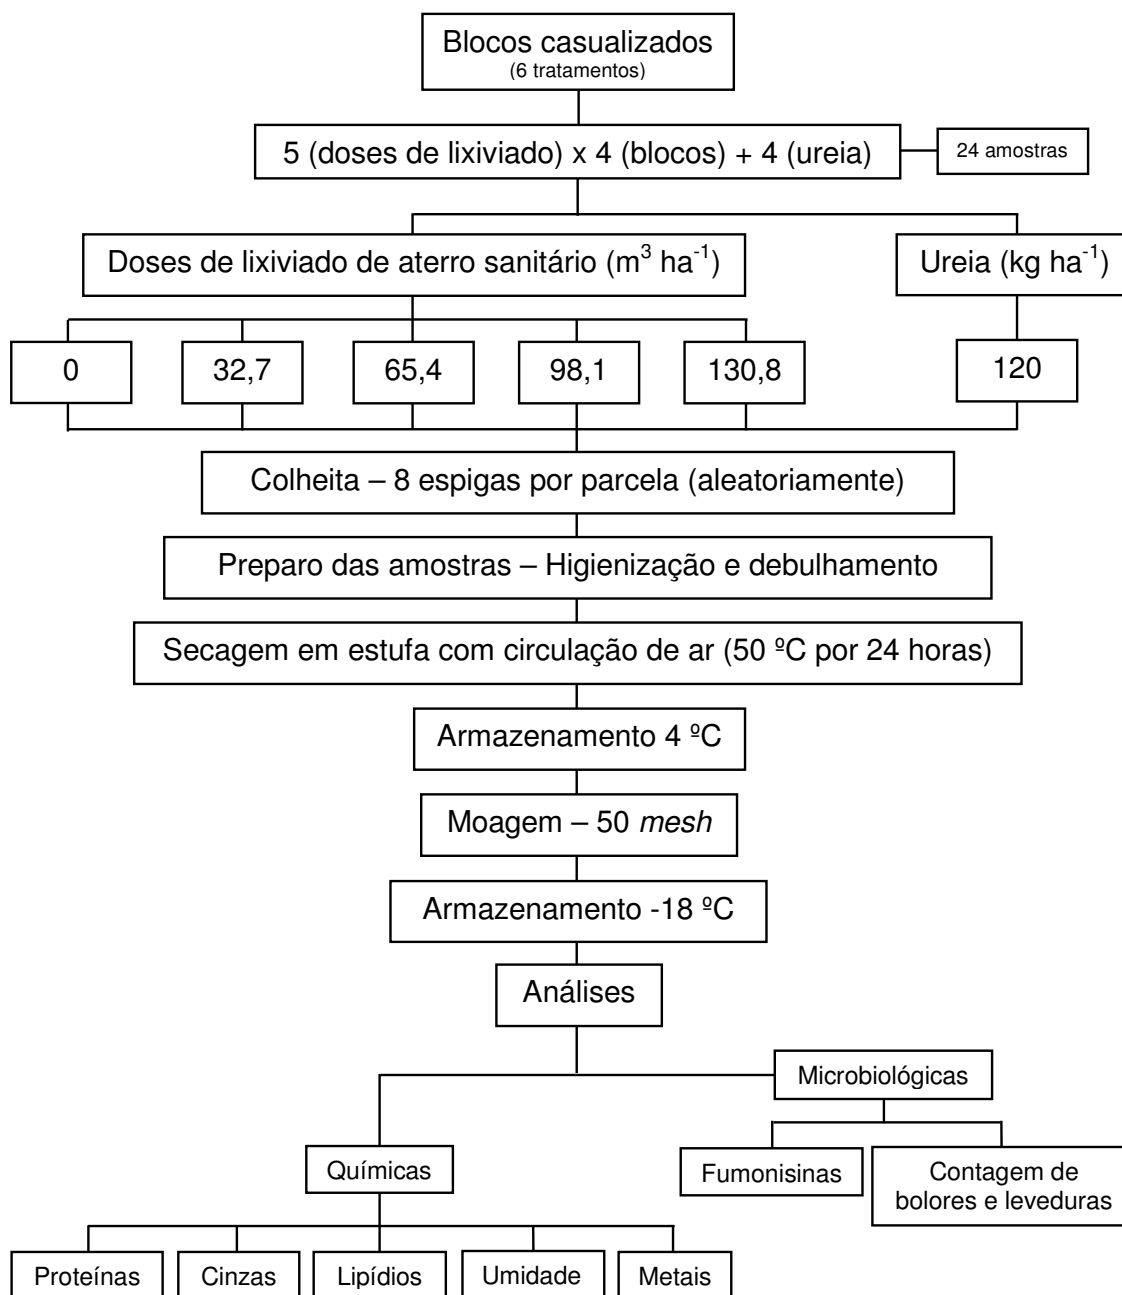 Blocos casualizados
(6 tratamentos)
5 (doses de lixiviado) x 4 (blocos) + 4 (ureia)
24 amostras
Doses de lixiviado de aterro sanitário (m³ ha⁻¹)
Ureia (kg ha⁻¹)
0
32,7
65,4
98,1
130,8
120
Colheita – 8 espigas por parcela (aleatoriamente)
Preparo das amostras – Higienização e debulhamento
Secagem em estufa com circulação de ar (50 ºC por 24 horas)
Armazenamento 4 ºC
Moagem – 50 mesh
Armazenamento -18 ºC
Análises
Microbiológicas
Químicas
Fumonisinas
Contagem de
bolores e leveduras
Proteínas
Cinzas
Lipídios
Umidade
Metais